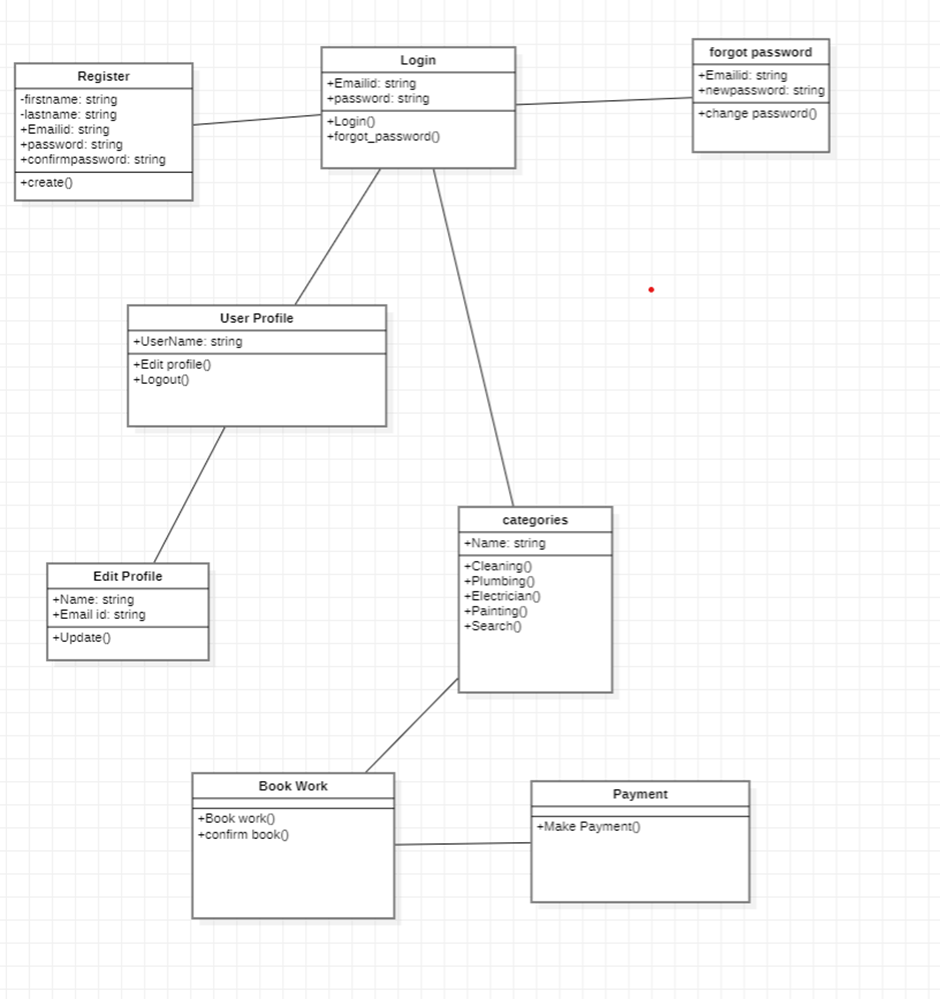 Register
-firstname: string
-lastname: string
+Emailid: string
+password: string
+confirmpassword: string
+create()
Login
+Emailid: string
+password: string
+Login()
+forgot_password()
forgot password
+Emailid: string
+newpassword: string
+change password()
User Profile
+UserName: string
+Edit profile()
+Logout()
categories
+Name: string
+Cleaning()
+Plumbing()
+Electrician()
+Painting()
+Search()
Edit Profile
+Name: string
+Email id: string
+Update()
Book Work
+Book work()
+confirm book()
Payment
+Make Payment()